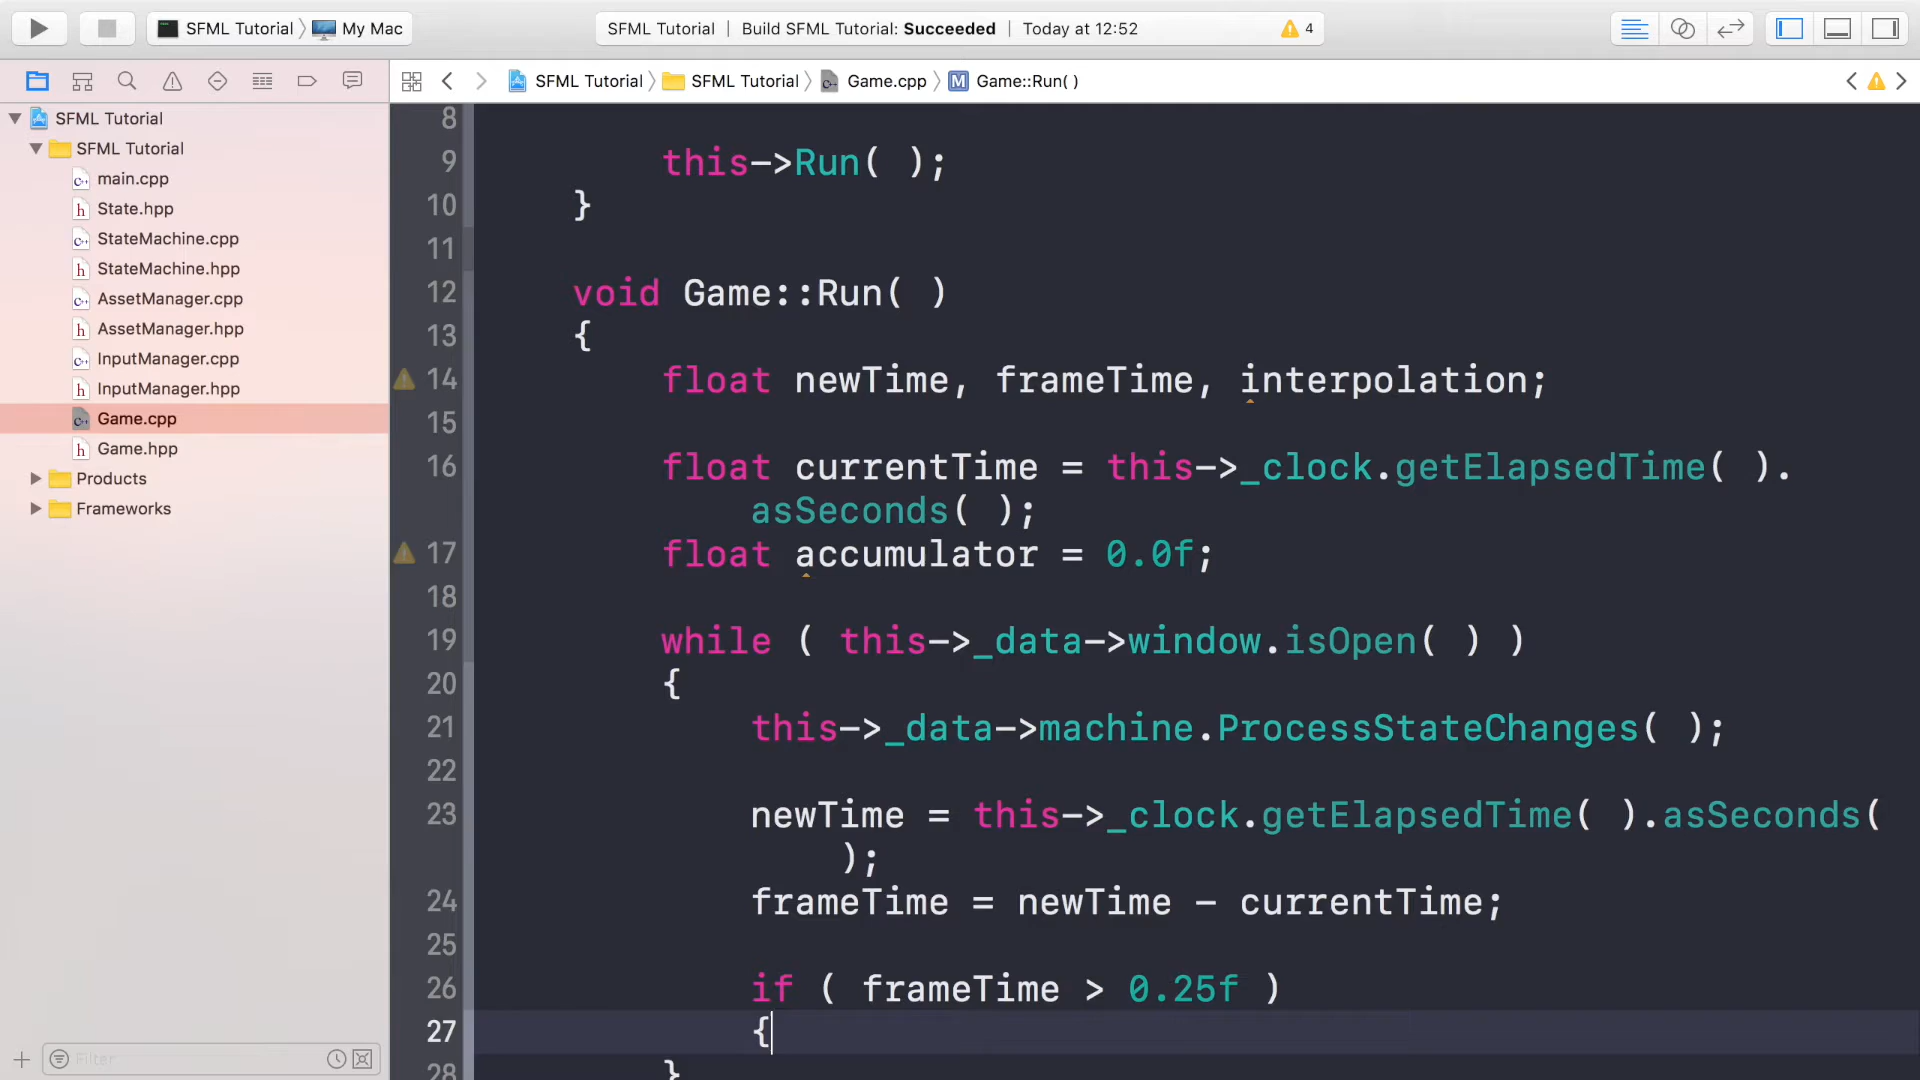 SFML Tutorial My Mac SFML Tutorial | Build SFML Tutorial: Succeeded | Today at 12:52 4
SFML Tutorial SFML Tutorial Game.cpp M Game::Run( )
SFML Tutorial
SFML Tutorial
main.cpp
State.hpp
StateMachine.cpp
StateMachine.hpp
AssetManager.cpp
AssetManager.hpp
InputManager.cpp
InputManager.hpp
Game.cpp
Game.hpp
Products
Frameworks
Filter
8
9 this->Run( );
10 }
11
12 void Game::Run( )
13 {
14 float newTime, frameTime, interpolation;
15
16 float currentTime = this->_clock.getElapsedTime( ).
asSeconds( );
17 float accumulator = 0.0f;
18
19 while ( this->_data->window.isOpen( ) )
20 {
21 this->_data->machine.ProcessStateChanges( );
22
23 newTime = this->_clock.getElapsedTime( ).asSeconds(
);
24 frameTime = newTime - currentTime;
25
26 if ( frameTime > 0.25f )
27 {
28 }